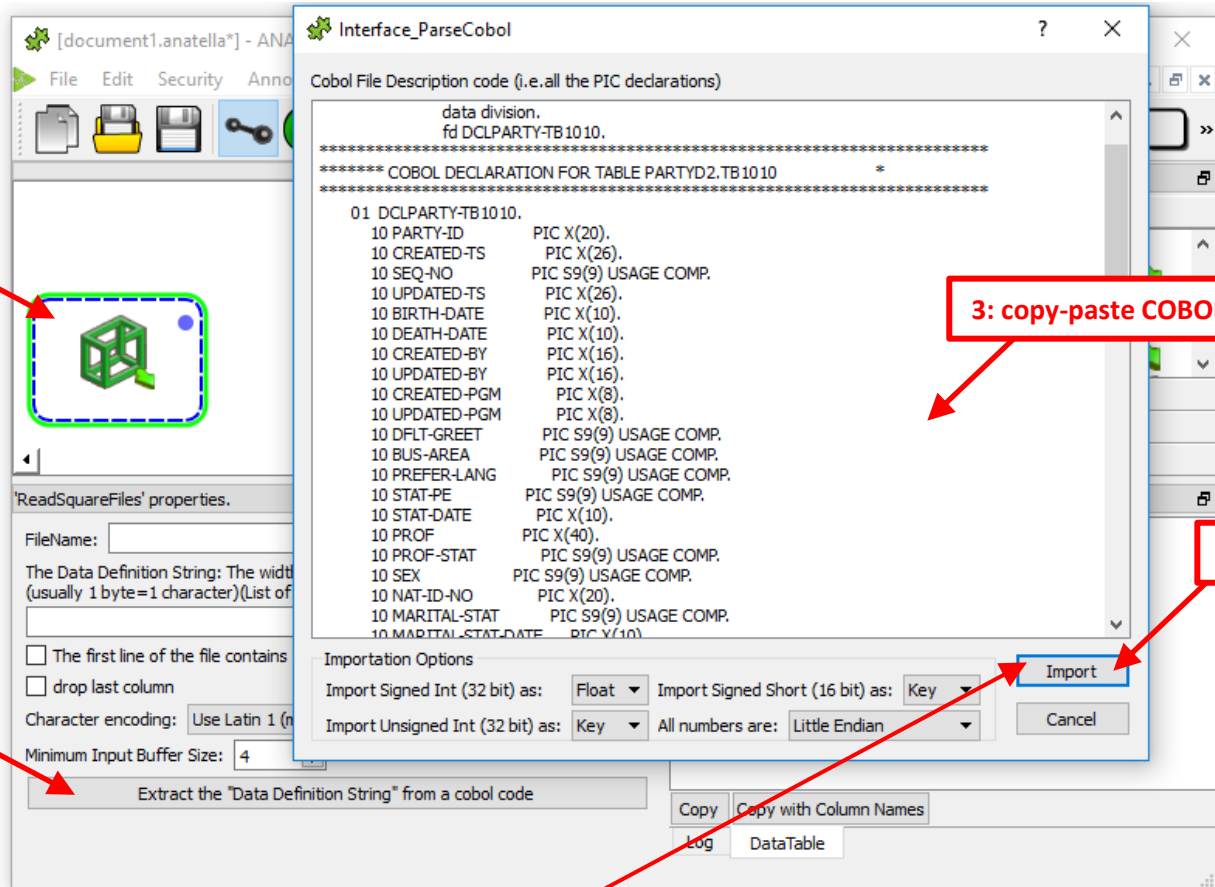 [document1.anatella*] - ANA
File Edit Security Anno
Interface_ParseCobol
?
Cobol File Description code (i.e.all the PIC declarations)
data division.
fd DCLPARTY-TB1010.
***************************************************************************
******* COBOL DECLARATION FOR TABLE PARTYD2.TB1010 *
***************************************************************************
01 DCLPARTY-TB1010.
10 PARTY-ID PIC X(20).
10 CREATED-TS PIC X(26).
10 SEQ-NO PIC S9(9) USAGE COMP.
10 UPDATED-TS PIC X(26).
10 BIRTH-DATE PIC X(10).
10 DEATH-DATE PIC X(10).
10 CREATED-BY PIC X(16).
10 UPDATED-BY PIC X(16).
10 CREATED-PGM PIC X(8).
10 UPDATED-PGM PIC X(8).
10 DFLT-GREET PIC S9(9) USAGE COMP.
10 BUS-AREA PIC S9(9) USAGE COMP.
10 PREFER-LANG PIC S9(9) USAGE COMP.
10 STAT-PE PIC S9(9) USAGE COMP.
10 STAT-DATE PIC X(10).
10 PROF PIC X(40).
10 PROF-STAT PIC S9(9) USAGE COMP.
10 SEX PIC S9(9) USAGE COMP.
10 NAT-ID-NO PIC X(20).
10 MARITAL-STAT PIC S9(9) USAGE COMP.
10 MARITAL-STAT-DATE PIC X(10)
3: copy-paste COBO
Importation Options
Import Signed Int (32 bit) as: Float Import Signed Short (16 bit) as: Key
Import Unsigned Int (32 bit) as: Key All numbers are: Little Endian
Import
Cancel
'ReadSquareFiles' properties.
FileName:
The Data Definition String: The widt
(usually 1 byte=1 character)(List of
The first line of the file contains
drop last column
Character encoding: Use Latin 1 (
Minimum Input Buffer Size: 4
Extract the "Data Definition String" from a cobol code
Copy Copy with Column Names
Log DataTable